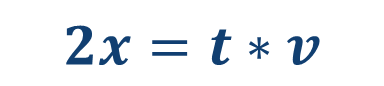 2x = t * v